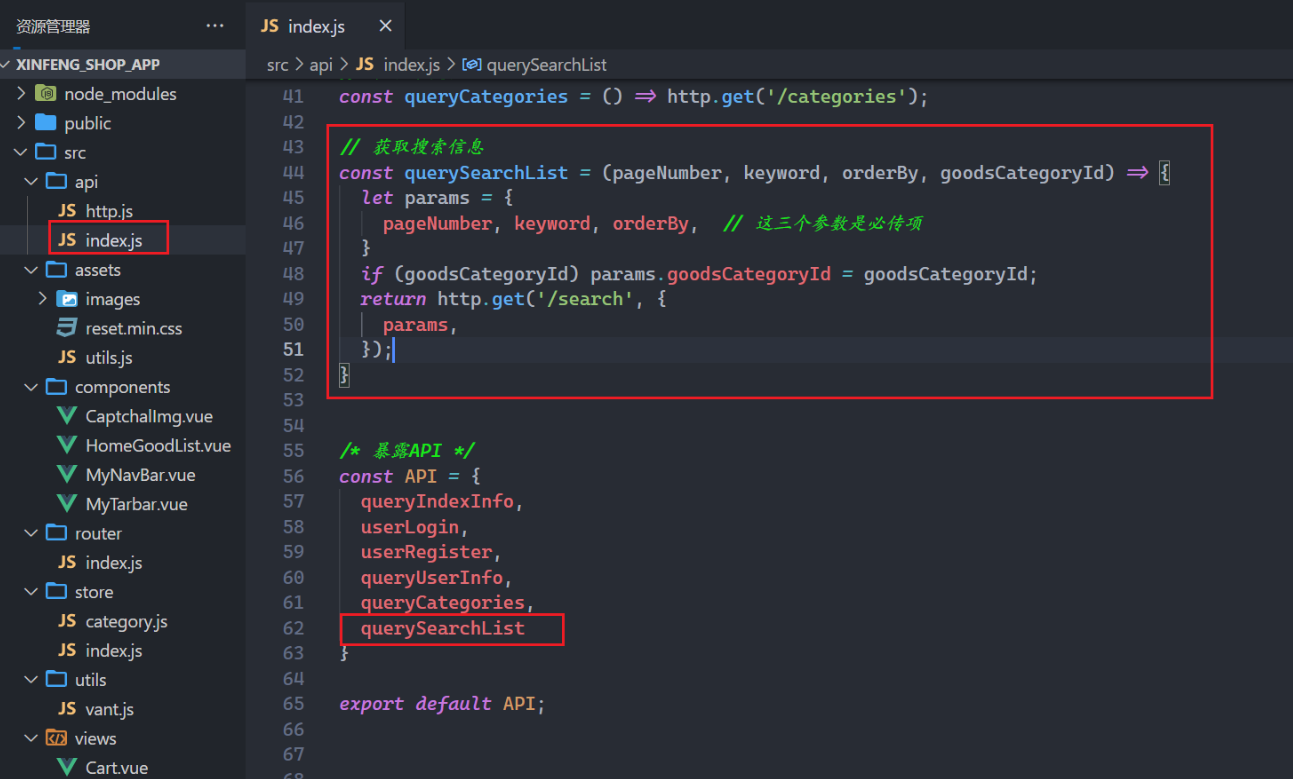 资源管理器
···
XINFENG_SHOP_APP
node_modules
public
src
api
JS http.js
JS index.js
assets
images
reset.min.css
JS utils.js
components
CaptchaImg.vue
HomeGoodList.vue
MyNavBar.vue
MyTarbar.vue
router
JS index.js
store
JS category.js
JS index.js
utils
JS vant.js
views
Cart.vue
JS index.js ×
src > api > JS index.js > querySearchList
41 const queryCategories = () => http.get('/categories');
42
43 // 获取搜索信息
44 const querySearchList = (pageNumber, keyword, orderBy, goodsCategoryId) => {
45 let params = {
46 pageNumber, keyword, orderBy, // 这三个参数是必传项
47 }
48 if (goodsCategoryId) params.goodsCategoryId = goodsCategoryId;
49 return http.get('/search', {
50 params,
51 });
52 }
53
54
55 /* 暴露API */
56 const API = {
57 queryIndexInfo,
58 userLogin,
59 userRegister,
60 queryUserInfo,
61 queryCategories,
62 querySearchList
63 }
64
65 export default API;
66
67
68